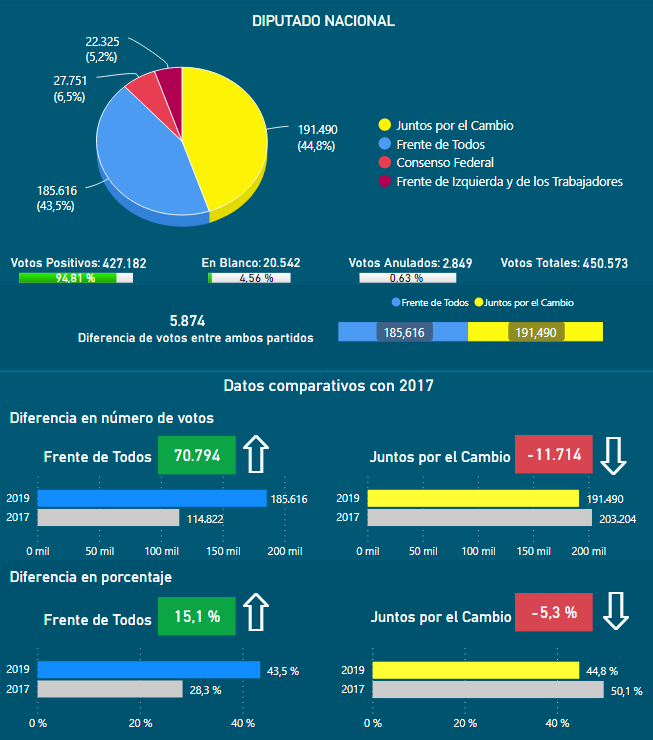 DIPUTADO NACIONAL
22.325
(5,2%)
27.751
(6,5%)
191.490
(44,8%)
185.616
(43,5%)
Juntos por el Cambio
Frente de Todos
Consenso Federal
Frente de Izquierda y de los Trabajadores
Votos Positivos: 427.182
94,81 %
En Blanco: 20.542
4,56 %
Votos Anulados: 2.849
0,63 %
Votos Totales: 450.573
5.874
Diferencia de votos entre ambos partidos
Frente de Todos Juntos por el Cambio
185,616 191,490
Datos comparativos con 2017
Diferencia en número de votos
Frente de Todos 70.794
2019 185.616
2017 114.822
0 mil 50 mil 100 mil 150 mil 200 mil
Juntos por el Cambio -11.714
2019 191.490
2017 203.204
0 mil 50 mil 100 mil 150 mil 200 mil
Diferencia en porcentaje
Frente de Todos 15,1 %
2019 43,5 %
2017 28,3 %
0 % 20 % 40 %
Juntos por el Cambio -5,3 %
2019 44,8 %
2017 50,1 %
0 % 20 % 40 %